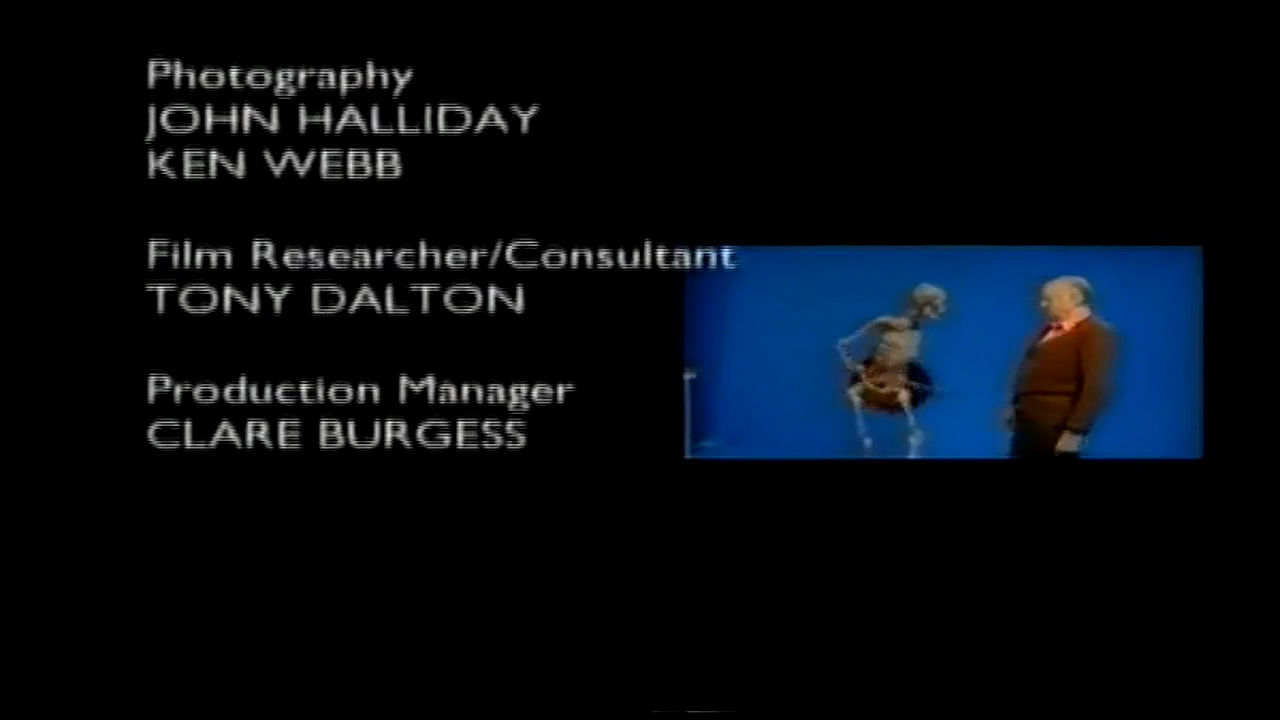 Photography
JOHN HALLIDAY
KEN WEBB
Film Researcher/Consultant
TONY DALTON
Production Manager
CLARE BURGESS